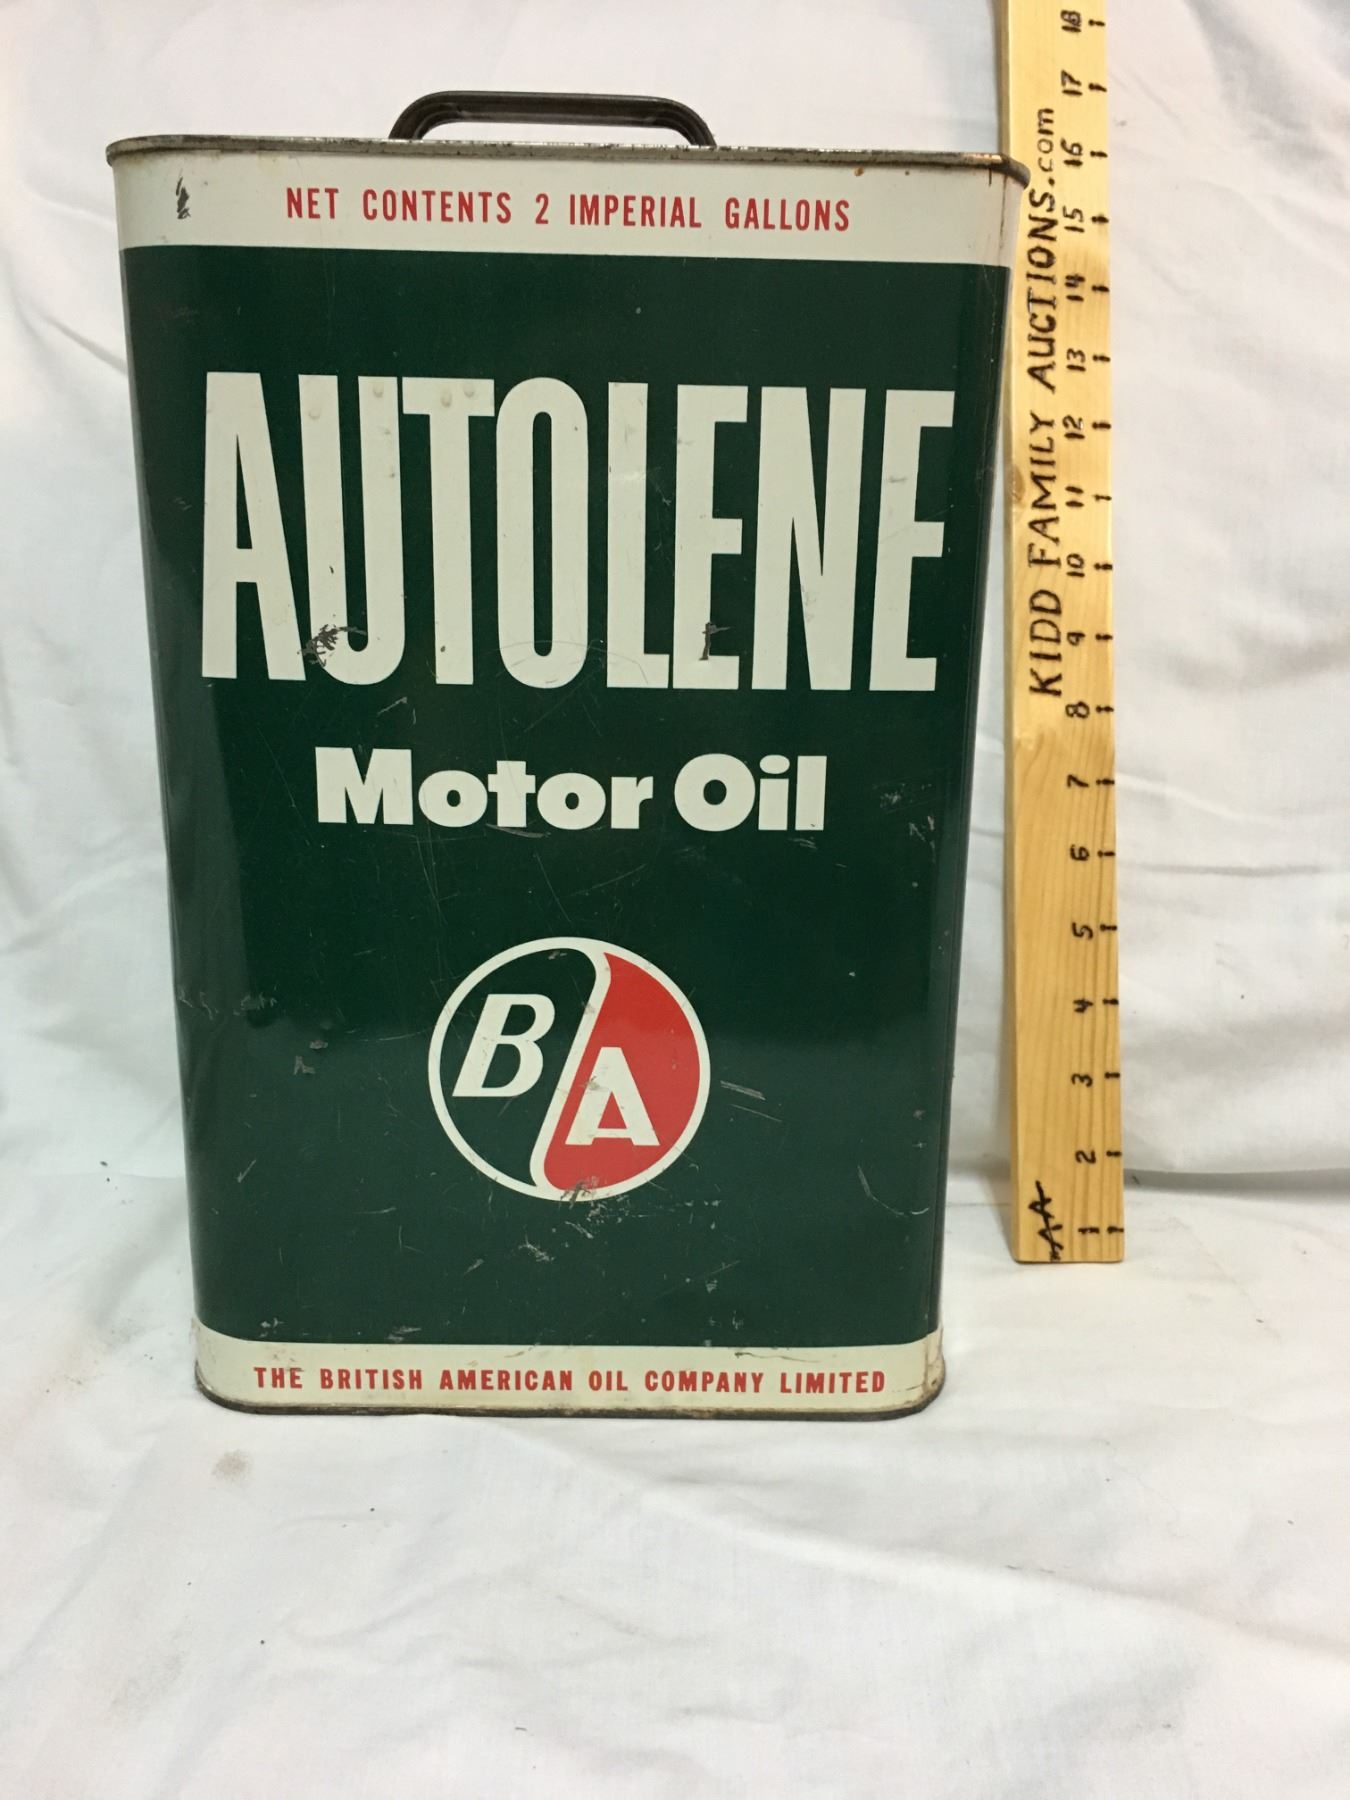 NET CONTENTS 2 IMPERIAL GALLONS
AUTOLENE
Motor Oil
B
A
THE BRITISH AMERICAN OIL COMPANY LIMITED
KIDD FAMILY AUCTIONS.com
18
17
16
15
14
13
12
11
10
9
8
7
6
5
4
3
2
1
AA